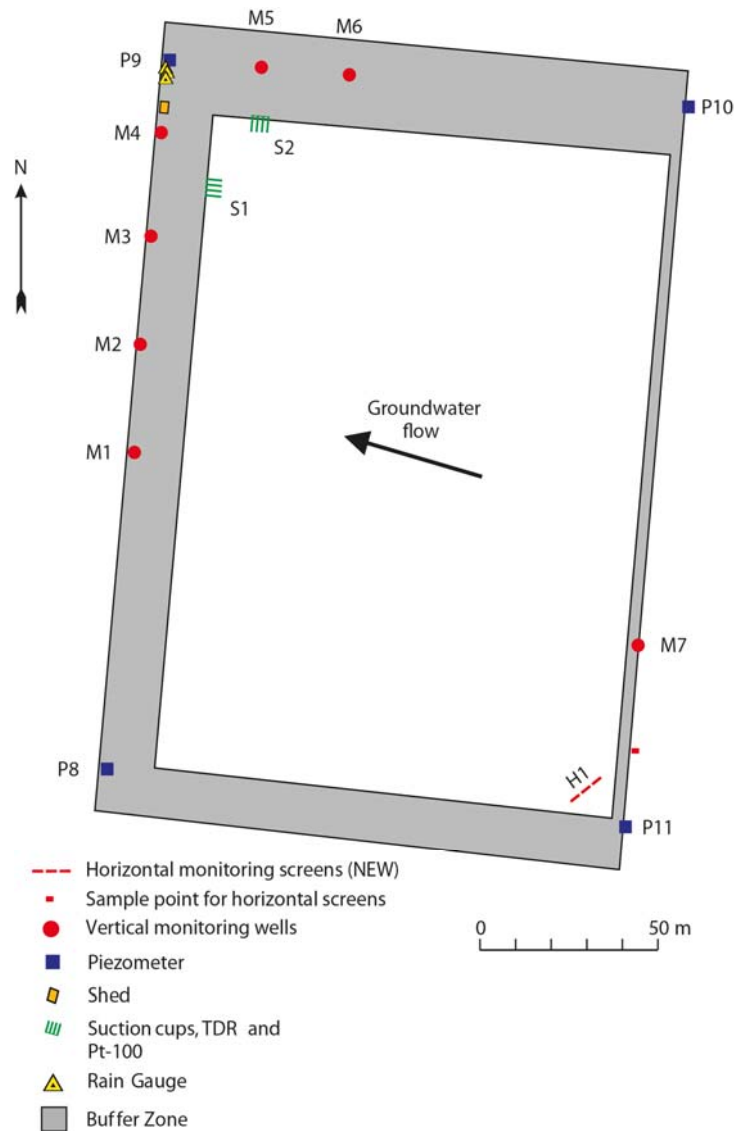 M5
M6
P9
P10
M4
S2
N
S1
M3
M2
Groundwater
flow
M1
M7
H1
P8
P11
Horizontal monitoring screens (NEW)
Sample point for horizontal screens
Vertical monitoring wells
0 50 m
Piezometer
Shed
Suction cups, TDR and
Pt-100
Rain Gauge
Buffer Zone